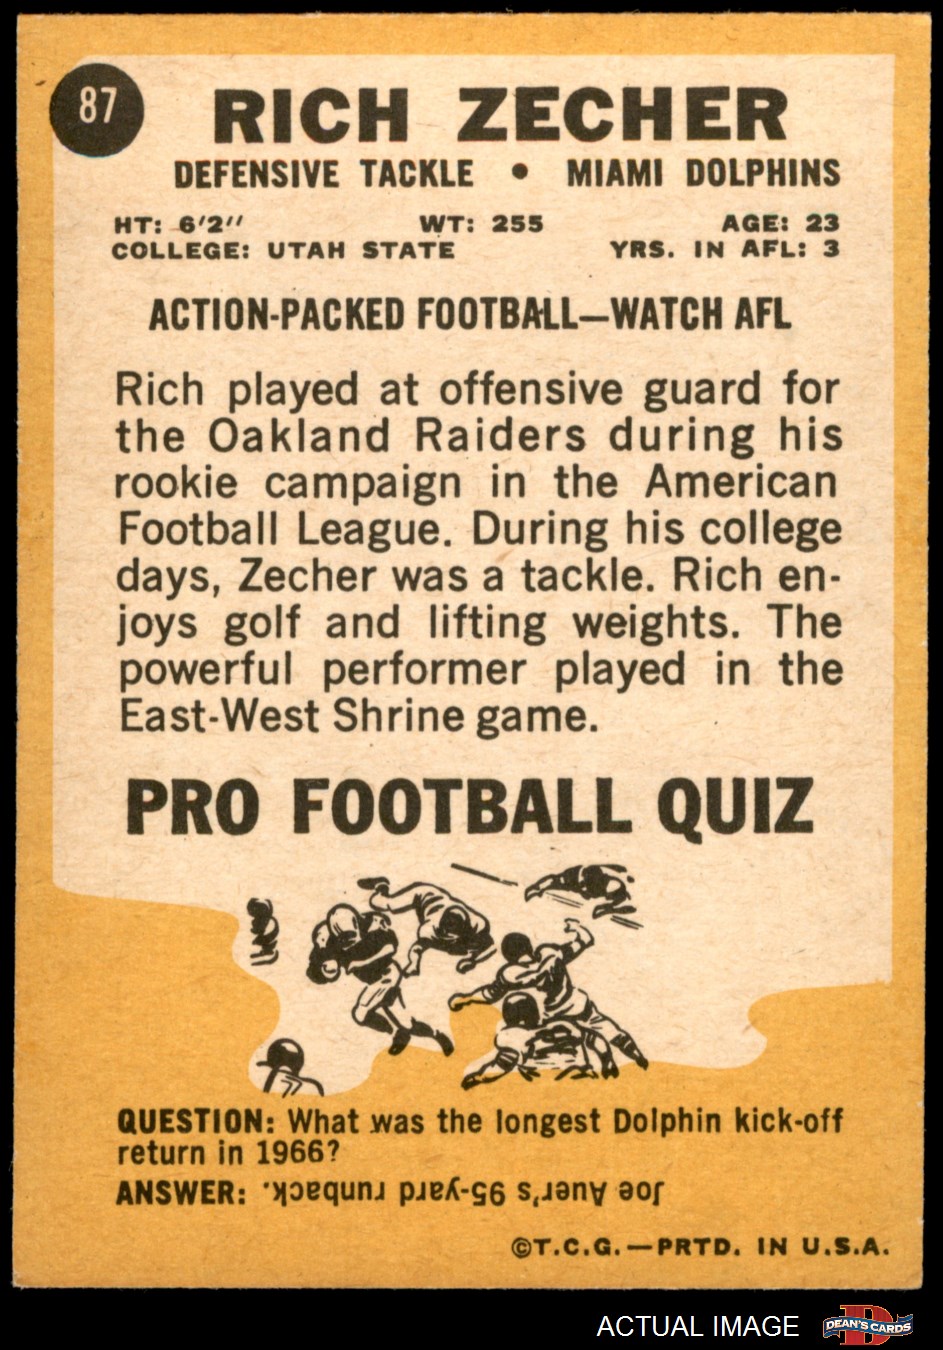 87
RICH ZECHER
DEFENSIVE TACKLE • MIAMI DOLPHINS
HT: 6'2'' WT: 255 AGE: 23
COLLEGE: UTAH STATE YRS. IN AFL: 3
ACTION-PACKED FOOTBALL—WATCH AFL
Rich played at offensive guard for
the Oakland Raiders during his
rookie campaign in the American
Football League. During his college
days, Zecher was a tackle. Rich en-
joys golf and lifting weights. The
powerful performer played in the
East-West Shrine game.
PRO FOOTBALL QUIZ
QUESTION: What was the longest Dolphin kick-off
return in 1966?
ANSWER: Joe Auer's 95-yard runback.
©T.C.G.—PRTD. IN U.S.A.
ACTUAL IMAGE
D
DEAN'S CARDS